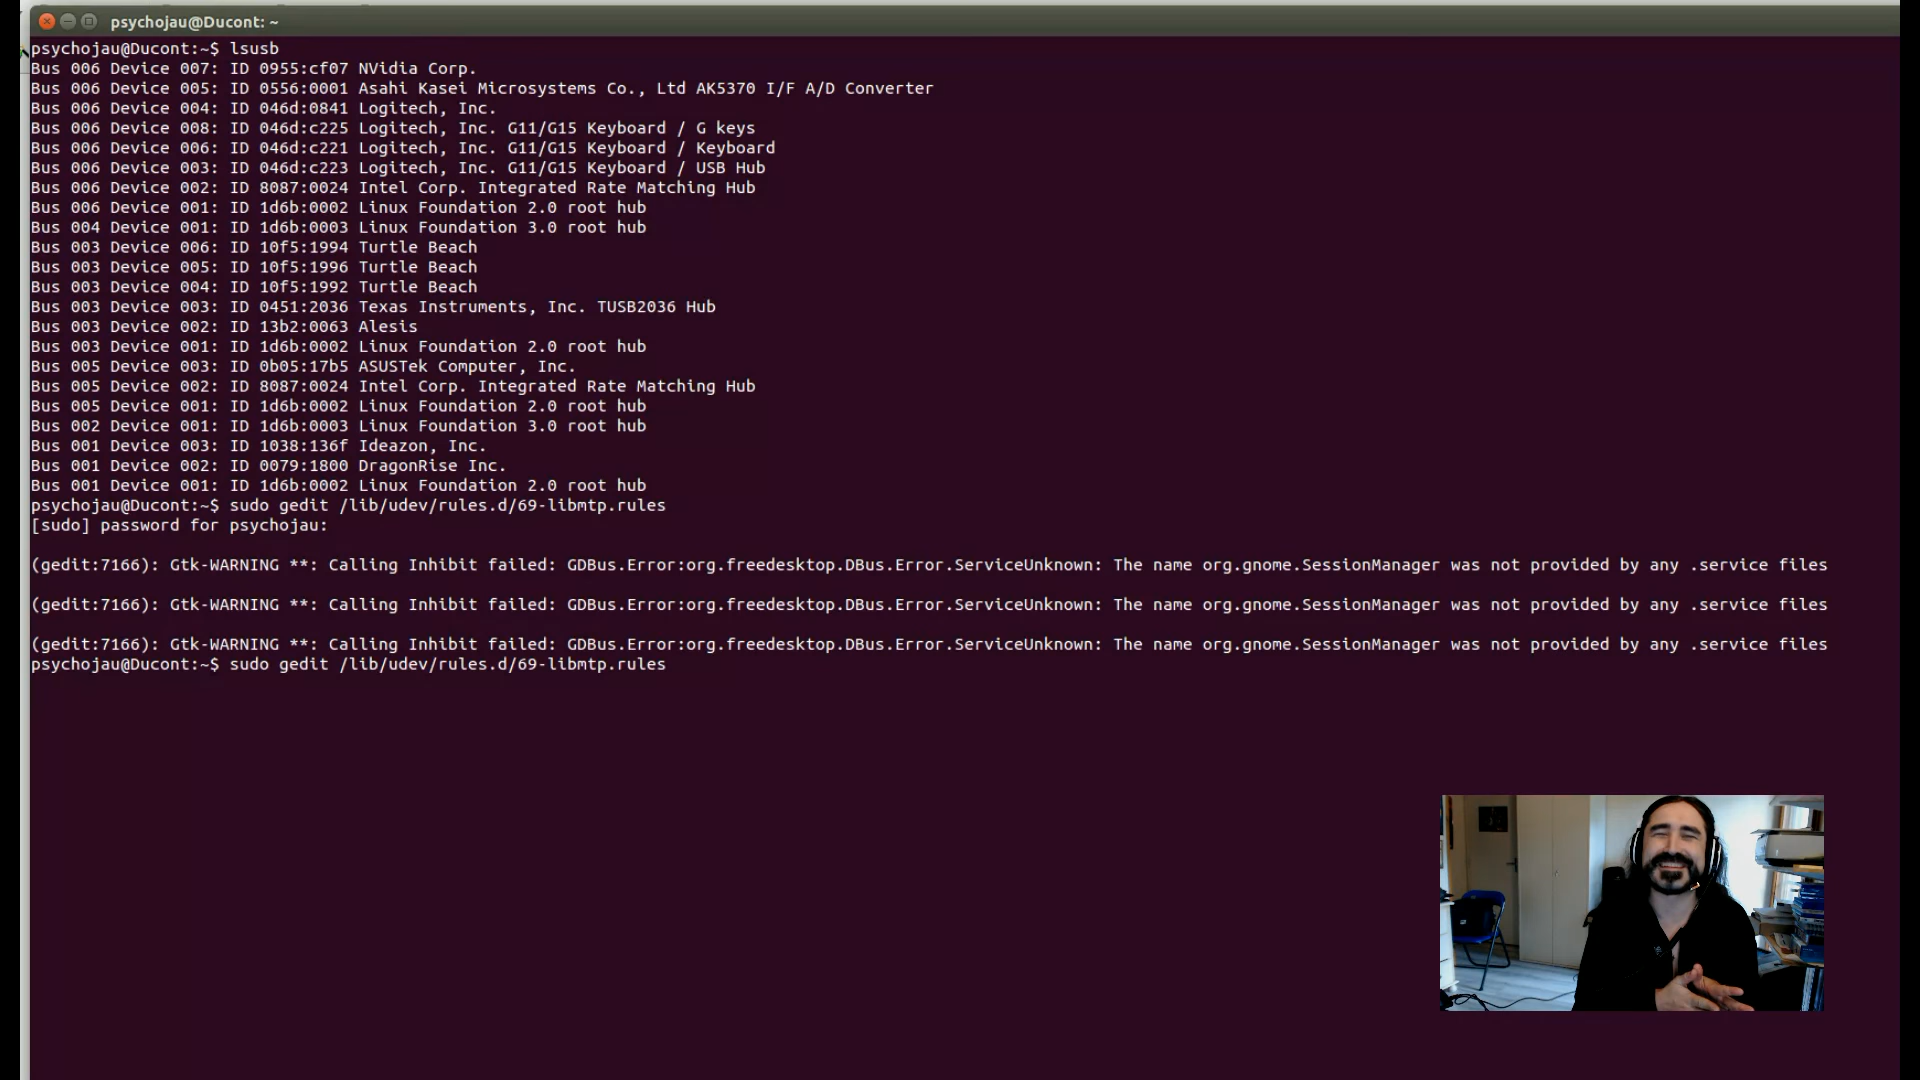 psychojau@Ducont: ~
psychojau@Ducont:~$ lsusb
Bus 006 Device 007: ID 0955:cf07 NVidia Corp.
Bus 006 Device 005: ID 0556:0001 Asahi Kasei Microsystems Co., Ltd AK5370 I/F A/D Converter
Bus 006 Device 004: ID 046d:0841 Logitech, Inc.
Bus 006 Device 008: ID 046d:c225 Logitech, Inc. G11/G15 Keyboard / G keys
Bus 006 Device 006: ID 046d:c221 Logitech, Inc. G11/G15 Keyboard / Keyboard
Bus 006 Device 003: ID 046d:c223 Logitech, Inc. G11/G15 Keyboard / USB Hub
Bus 006 Device 002: ID 8087:0024 Intel Corp. Integrated Rate Matching Hub
Bus 006 Device 001: ID 1d6b:0002 Linux Foundation 2.0 root hub
Bus 004 Device 001: ID 1d6b:0003 Linux Foundation 3.0 root hub
Bus 003 Device 006: ID 10f5:1994 Turtle Beach
Bus 003 Device 005: ID 10f5:1996 Turtle Beach
Bus 003 Device 004: ID 10f5:1992 Turtle Beach
Bus 003 Device 003: ID 0451:2036 Texas Instruments, Inc. TUSB2036 Hub
Bus 003 Device 002: ID 13b2:0063 Alesis
Bus 003 Device 001: ID 1d6b:0002 Linux Foundation 2.0 root hub
Bus 005 Device 003: ID 0b05:17b5 ASUSTek Computer, Inc.
Bus 005 Device 002: ID 8087:0024 Intel Corp. Integrated Rate Matching Hub
Bus 005 Device 001: ID 1d6b:0002 Linux Foundation 2.0 root hub
Bus 002 Device 001: ID 1d6b:0003 Linux Foundation 3.0 root hub
Bus 001 Device 003: ID 1038:136f Ideazon, Inc.
Bus 001 Device 002: ID 0079:1800 DragonRise Inc.
Bus 001 Device 001: ID 1d6b:0002 Linux Foundation 2.0 root hub
psychojau@Ducont:~$ sudo gedit /lib/udev/rules.d/69-libmtp.rules
[sudo] password for psychojau:
(gedit:7166): Gtk-WARNING **: Calling Inhibit failed: GDBus.Error:org.freedesktop.DBus.Error.ServiceUnknown: The name org.gnome.SessionManager was not provided by any .service files
(gedit:7166): Gtk-WARNING **: Calling Inhibit failed: GDBus.Error:org.freedesktop.DBus.Error.ServiceUnknown: The name org.gnome.SessionManager was not provided by any .service files
(gedit:7166): Gtk-WARNING **: Calling Inhibit failed: GDBus.Error:org.freedesktop.DBus.Error.ServiceUnknown: The name org.gnome.SessionManager was not provided by any .service files
psychojau@Ducont:~$ sudo gedit /lib/udev/rules.d/69-libmtp.rules